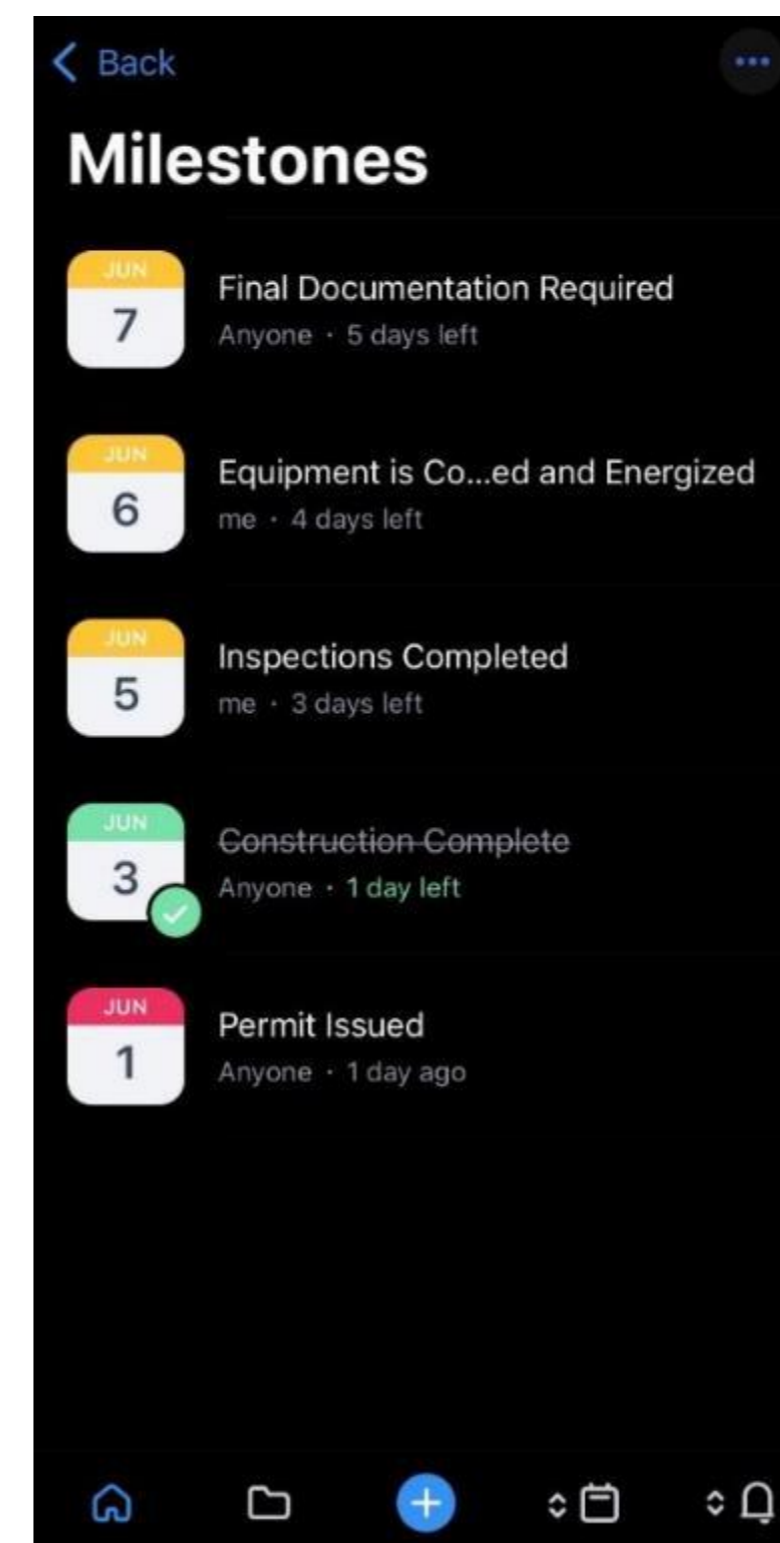 Back
Milestones
JUN
7
Final Documentation Required
Anyone · 5 days left
JUN
6
Equipment is Co...ed and Energized
me · 4 days left
JUN
5
Inspections Completed
me · 3 days left
JUN
3
Construction Complete
Anyone · 1 day left
JUN
1
Permit Issued
Anyone · 1 day ago